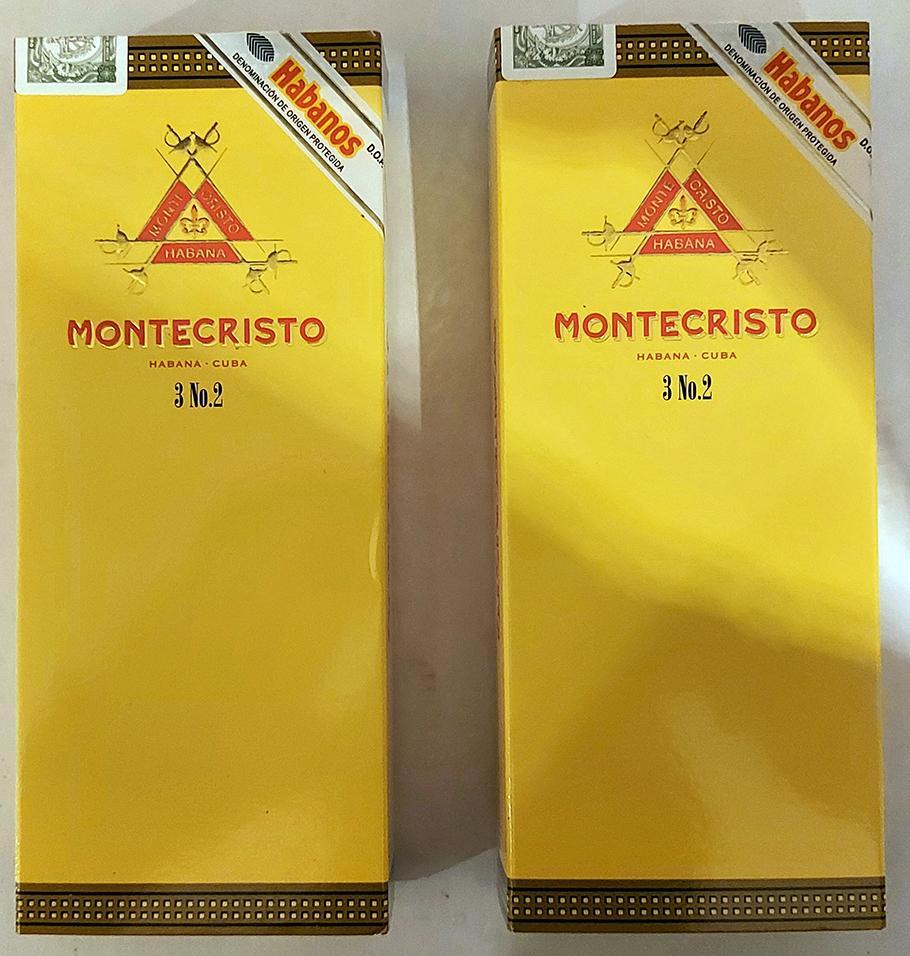 Habanos
DENOMINACIÓN DE ORIGEN PROTEGIDA
D.O.
MONTE CRISTO
HABANA
MONTECRISTO
HABANA · CUBA
3 No.2
Habanos
DENOMINACIÓN DE ORIGEN PROTEGIDA
D.O.
MONTE CRISTO
HABANA
MONTECRISTO
HABANA · CUBA
3 No.2